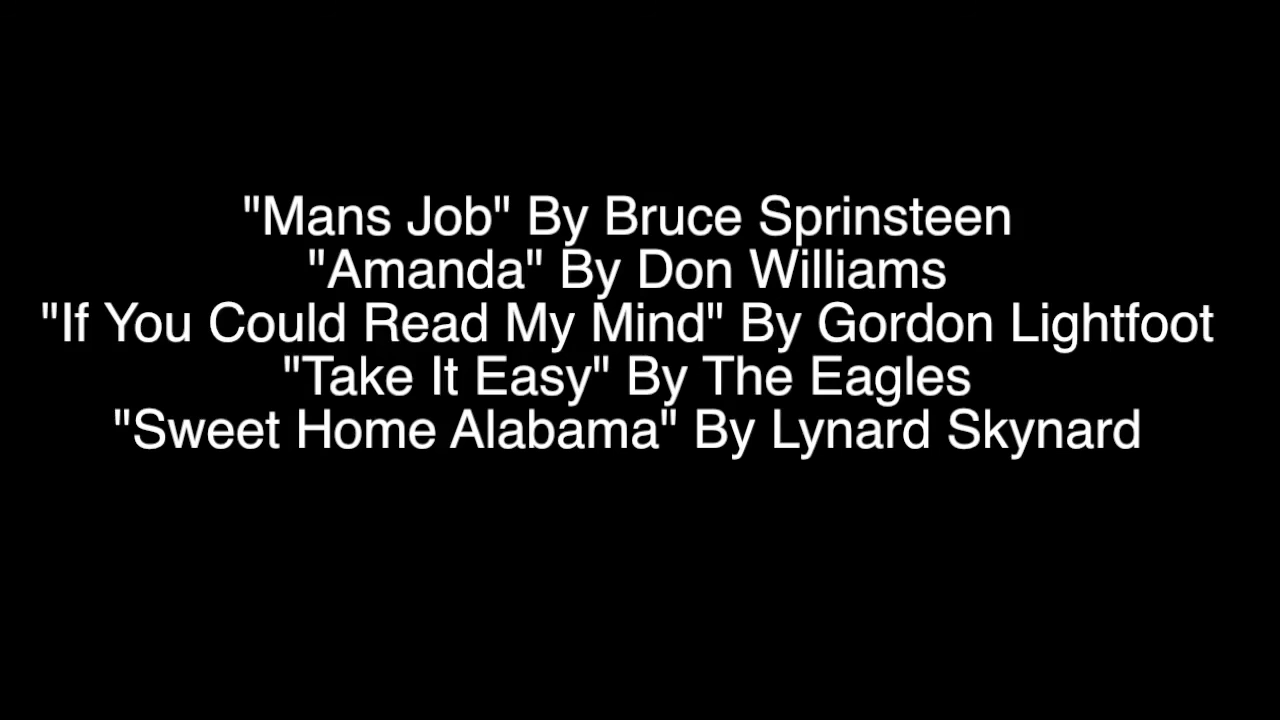 "Mans Job" By Bruce Sprinsteen
"Amanda" By Don Williams
"If You Could Read My Mind" By Gordon Lightfoot
"Take It Easy" By The Eagles
"Sweet Home Alabama" By Lynard Skynard